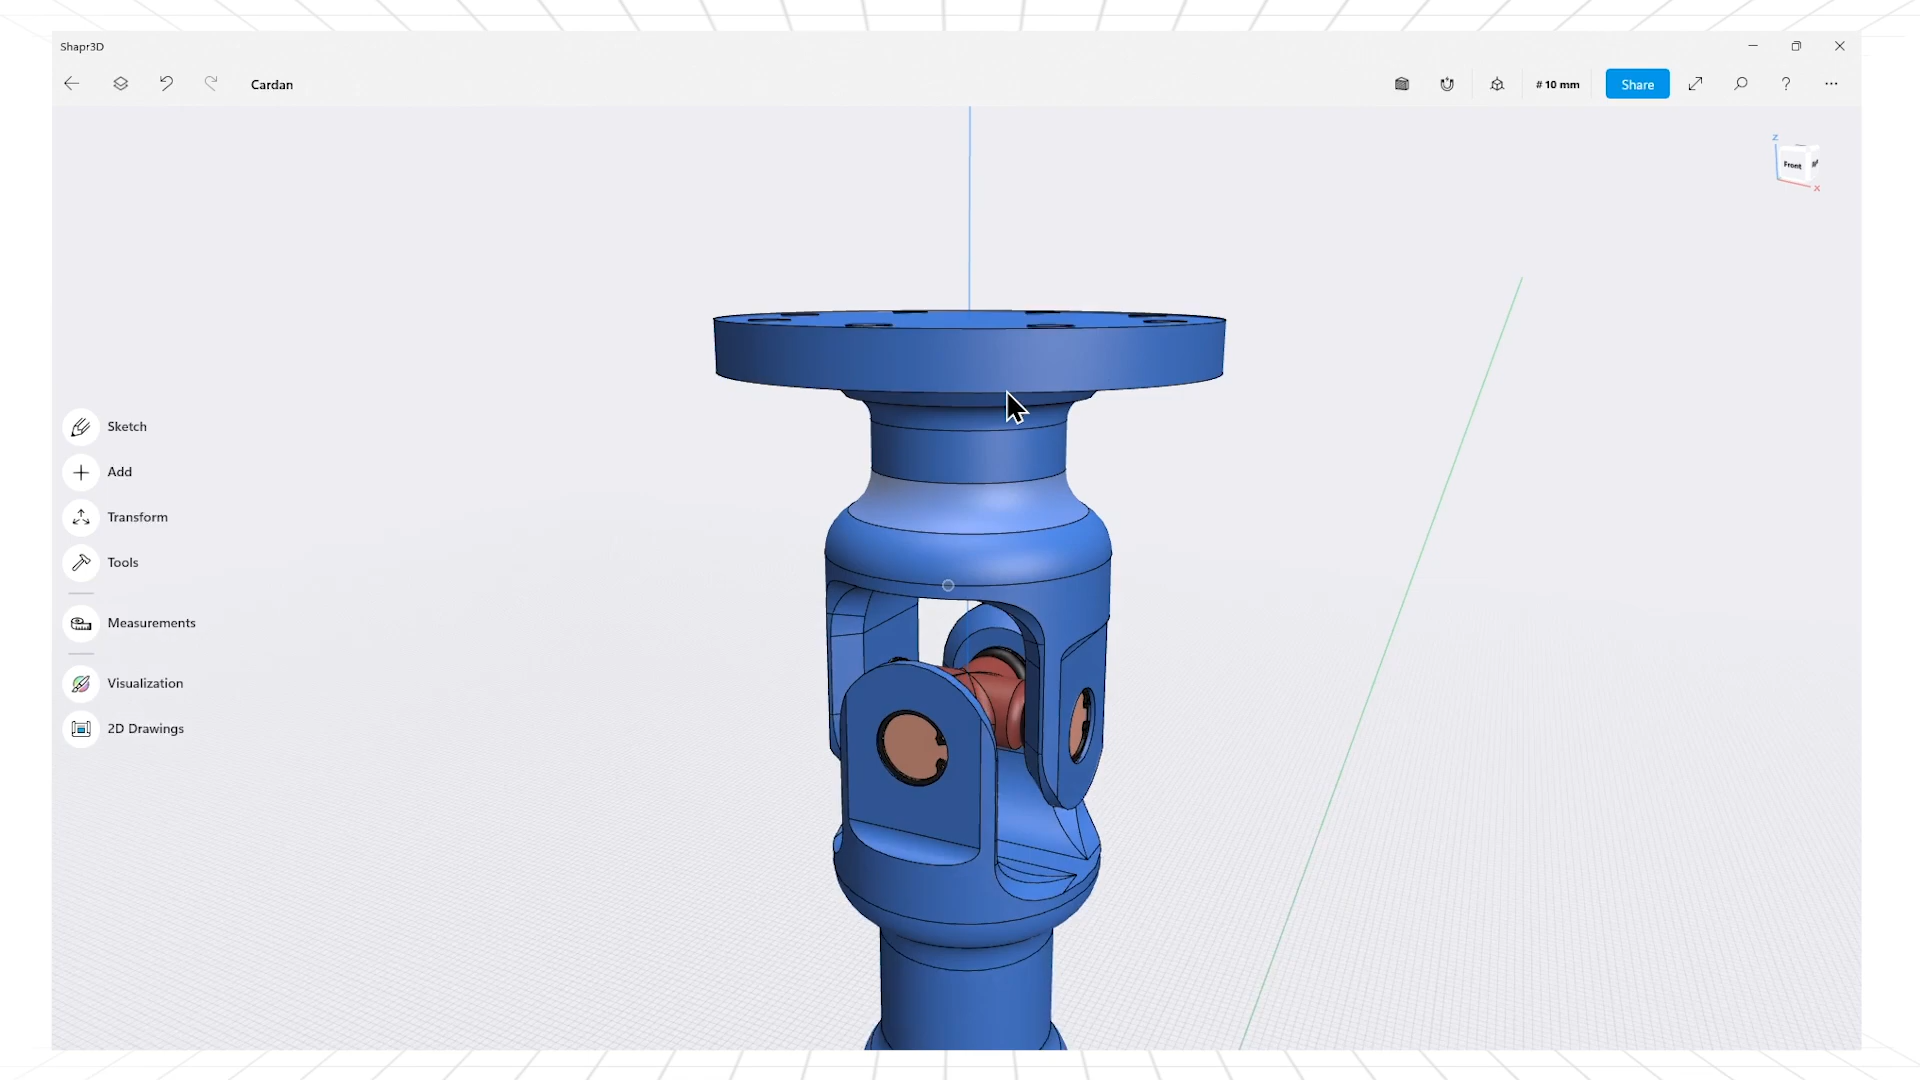 Shapr3D
Cardan
# 10 mm
Share
?
Z
Front
X
Sketch
Add
Transform
Tools
Measurements
Visualization
2D Drawings